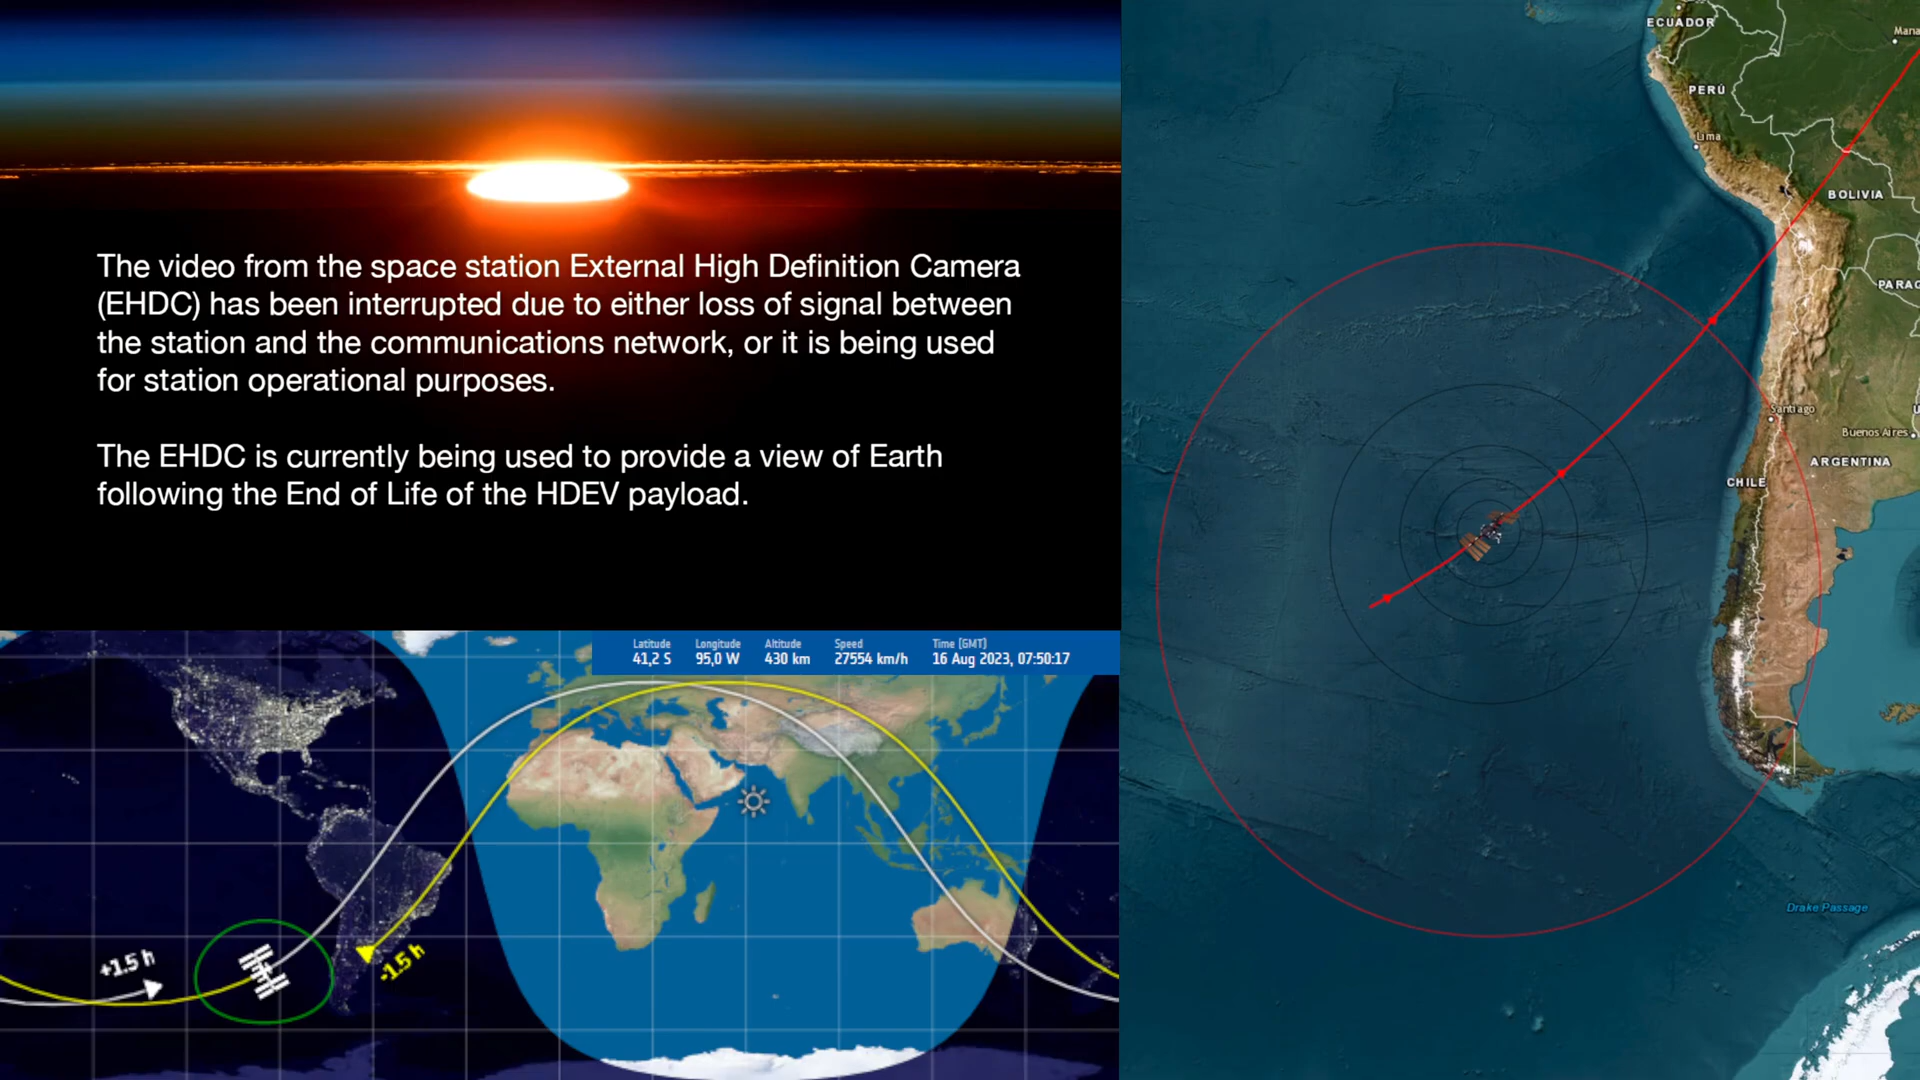 The video from the space station External High Definition Camera
(EHDC) has been interrupted due to either loss of signal between
the station and the communications network, or it is being used
for station operational purposes.
The EHDC is currently being used to provide a view of Earth
following the End of Life of the HDEV payload.
Latitude Longitude Altitude Speed Time (GMT)
41,2 S 95,0 W 430 km 27554 km/h 16 Aug 2023, 07:50:17
+1.5 h
-1.5 h
ECUADOR
Mana
PERÚ
Lima
BOLIVIA
PARAG
Santiago
U
Buenos Aires
ARGENTINA
CHILE
Drake Passage